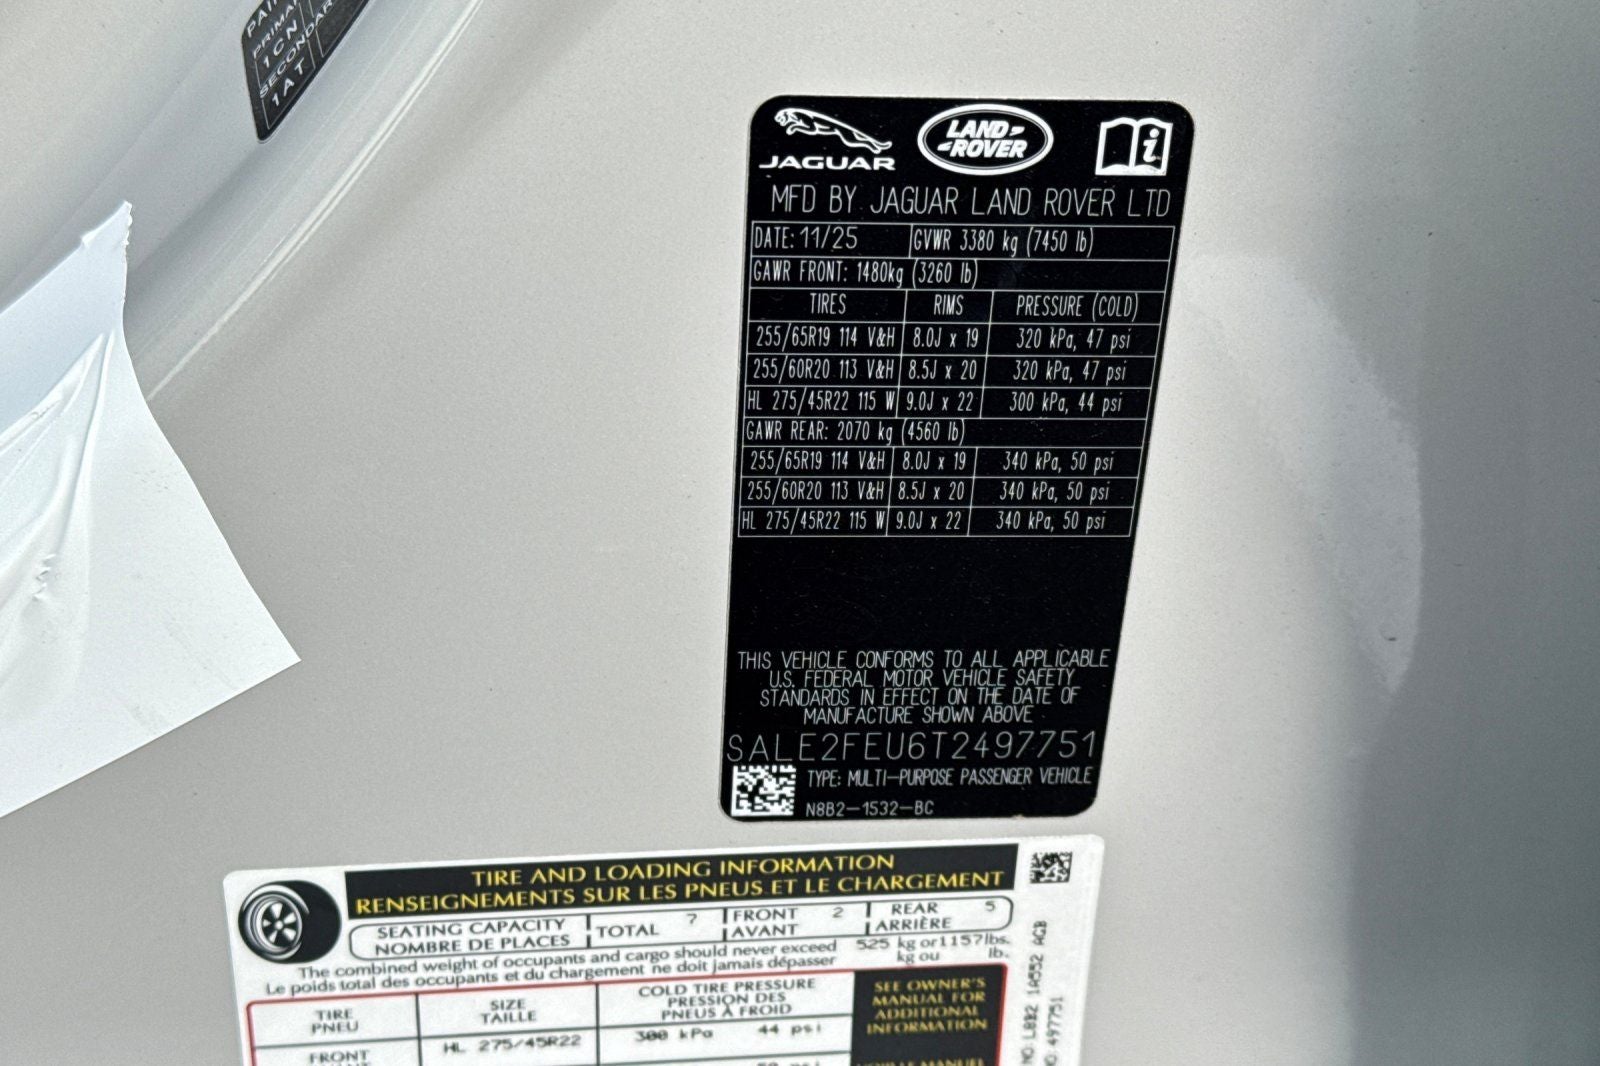 PRIMA
1CN
SECONDAR
1AT
JAGUAR
LAND
ROVER
i
MFD BY JAGUAR LAND ROVER LTD
DATE: 11/25 GVWR 3380 kg (7450 lb)
GAWR FRONT: 1480kg (3260 lb)
TIRES RIMS PRESSURE (COLD)
255/65R19 114 V&H 8.0J x 19 320 kPa, 47 psi
255/60R20 113 V&H 8.5J x 20 320 kPa, 47 psi
HL 275/45R22 115 W 9.0J x 22 300 kPa, 44 psi
GAWR REAR: 2070 kg (4560 lb)
255/65R19 114 V&H 8.0J x 19 340 kPa, 50 psi
255/60R20 113 V&H 8.5J x 20 340 kPa, 50 psi
HL 275/45R22 115 W 9.0J x 22 340 kPa, 50 psi
THIS VEHICLE CONFORMS TO ALL APPLICABLE
U.S. FEDERAL MOTOR VEHICLE SAFETY
STANDARDS IN EFFECT ON THE DATE OF
MANUFACTURE SHOWN ABOVE
SALE2FEU6T2497751
TYPE: MULTI-PURPOSE PASSENGER VEHICLE
N8B2-1532-BC
TIRE AND LOADING INFORMATION
RENSEIGNEMENTS SUR LES PNEUS ET LE CHARGEMENT
SEATING CAPACITY
NOMBRE DE PLACES
TOTAL 7
FRONT 2
AVANT
REAR 5
ARRIÈRE
The combined weight of occupants and cargo should never exceed 525 kg or 1157 lbs.
Le poids total des occupants et du chargement ne doit jamais dépasser kg ou lb.
TIRE
PNEU
SIZE
TAILLE
COLD TIRE PRESSURE
PRESSION DES
PNEUS À FROID
SEE OWNER'S
MANUAL FOR
ADDITIONAL
INFORMATION
FRONT
HL 275/45R22
300 kPa 44 psi
NO: L8B2 1A552 AGB
O: 497751